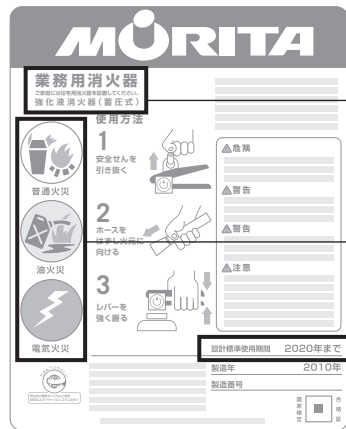 MORITA
業務用消火器
ご家庭には住宅用消火器を設置してください。
強化液消火器(蓄圧式)
使用方法
1
安全せんを
引き抜く
2
ホースを
はずし火元に
向ける
3
レバーを
強く握る
普通火災
油火災
電気火災
危険
警告
警告
注意
設計標準使用期間 2020年まで
製造年 2010年
製造番号
国家検定
合格証